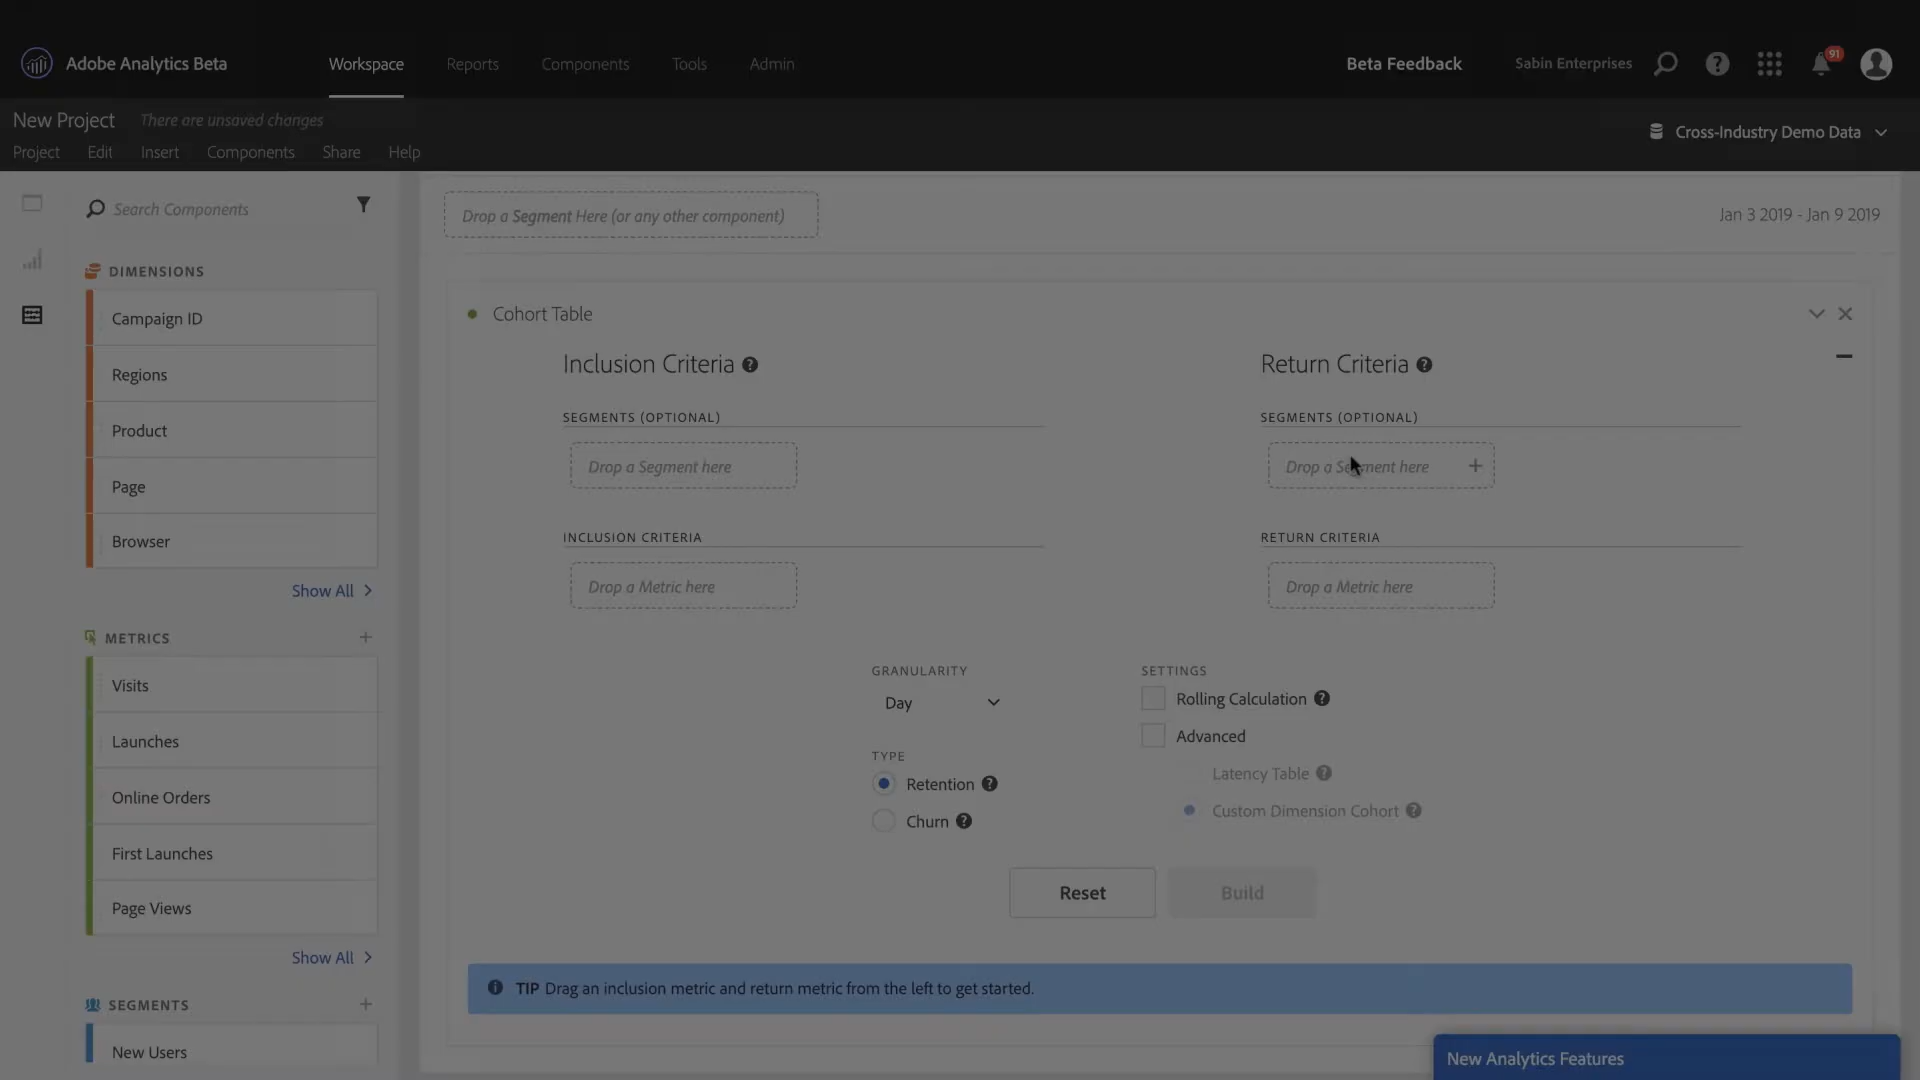 Adobe Analytics Beta
Workspace
Reports
Components
Tools
Admin
Beta Feedback
Sabin Enterprises
91
New Project
There are unsaved changes
Project
Edit
Insert
Components
Share
Help
Cross-Industry Demo Data
Search Components
DIMENSIONS
Campaign ID
Regions
Product
Page
Browser
Show All
METRICS
Visits
Launches
Online Orders
First Launches
Page Views
Show All
SEGMENTS
New Users
Drop a Segment Here (or any other component)
Jan 3 2019 - Jan 9 2019
Cohort Table
Inclusion Criteria
SEGMENTS (OPTIONAL)
Drop a Segment here
INCLUSION CRITERIA
Drop a Metric here
Return Criteria
SEGMENTS (OPTIONAL)
Drop a Segment here
RETURN CRITERIA
Drop a Metric here
GRANULARITY
Day
TYPE
Retention
Churn
SETTINGS
Rolling Calculation
Advanced
Latency Table
Custom Dimension Cohort
Reset
Build
TIP Drag an inclusion metric and return metric from the left to get started.
New Analytics Features